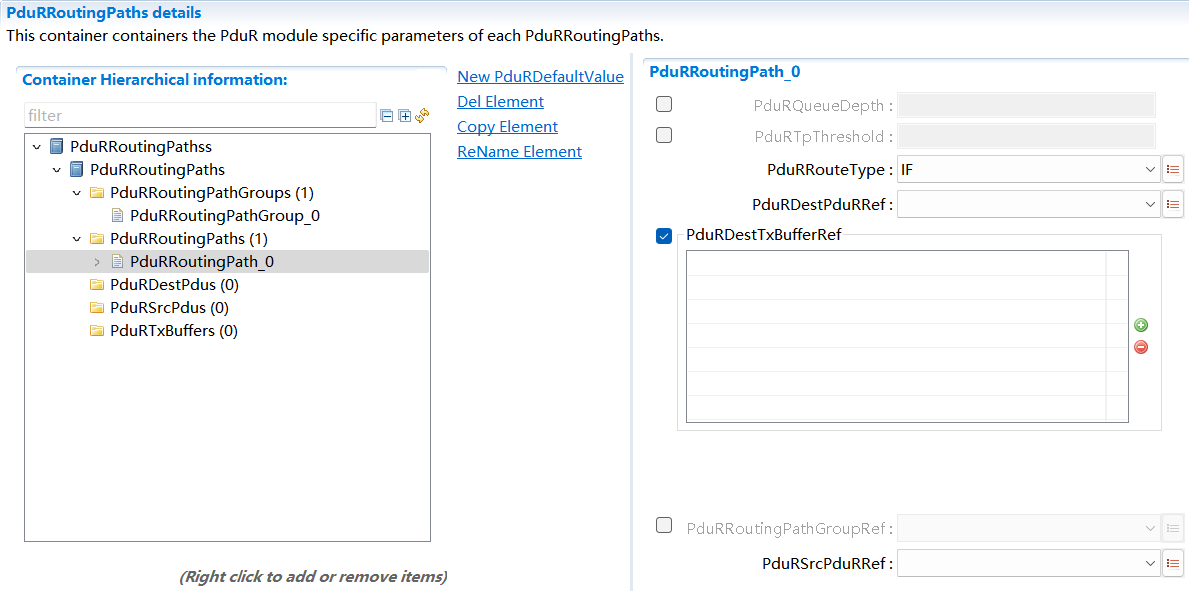 PduRRoutingPaths details
This container containers the PduR module specific parameters of each PduRRoutingPaths.
Container Hierarchical information:
filter
PduRRoutingPathss
PduRRoutingPaths
PduRRoutingPathGroups (1)
PduRRoutingPathGroup_0
PduRRoutingPaths (1)
PduRRoutingPath_0
PduRDestPdus (0)
PduRSrcPdus (0)
PduRTxBuffers (0)
(Right click to add or remove items)
New PduRDefaultValue
Del Element
Copy Element
ReName Element
PduRRoutingPath_0
PduRQueueDepth :
PduRTpThreshold :
PduRRouteType : IF
PduRDestPduRRef :
PduRDestTxBufferRef
PduRRoutingPathGroupRef :
PduRSrcPduRRef :